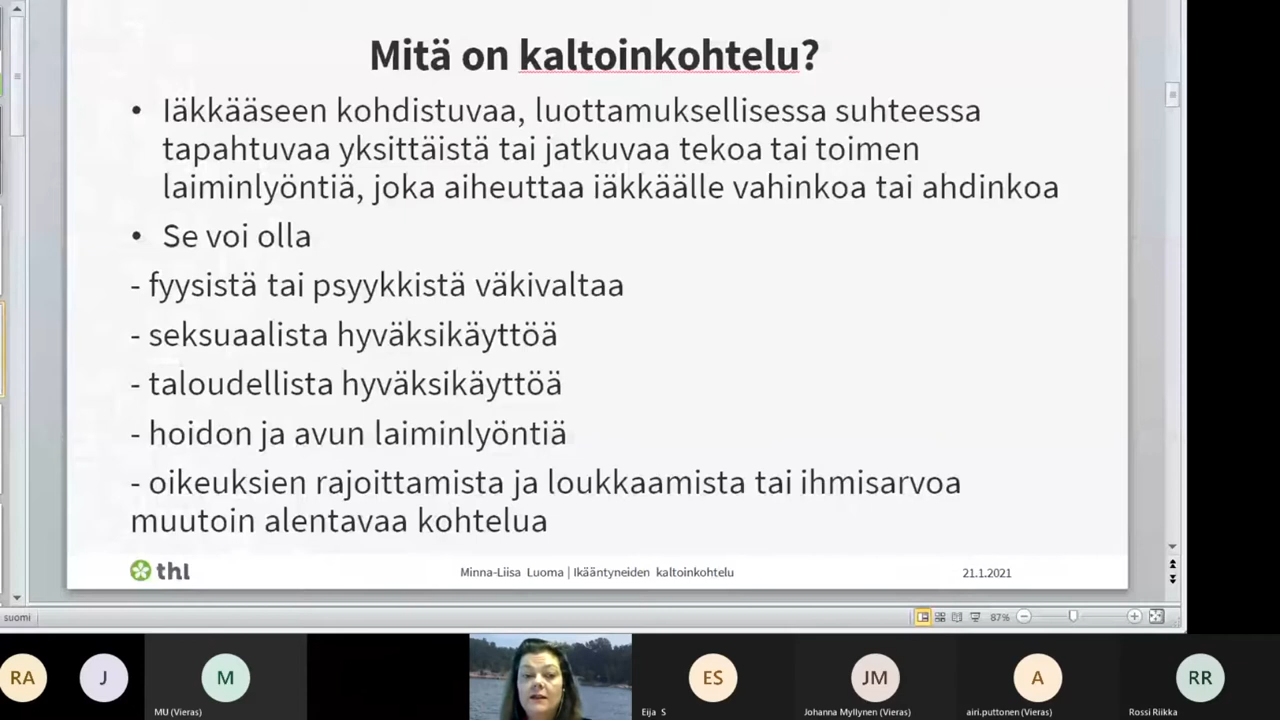 Mitä on kaltoinkohtelu?
• Iäkkääseen kohdistuvaa, luottamuksellisessa suhteessa
tapahtuvaa yksittäistä tai jatkuvaa tekoa tai toimen
laiminlyöntiä, joka aiheuttaa iäkkäälle vahinkoa tai ahdinkoa
• Se voi olla
- fyysistä tai psyykkistä väkivaltaa
- seksuaalista hyväksikäyttöä
- taloudellista hyväksikäyttöä
- hoidon ja avun laiminlyöntiä
- oikeuksien rajoittamista ja loukkaamista tai ihmisarvoa
muutoin alentavaa kohtelua
thl Minna-Liisa Luoma | Ikääntyneiden kaltoinkohtelu 21.1.2021
suomi 87%
RA J M ES JM A RR
MU (Vieras) Eija S Johanna Myllynen (Vieras) airi.puttonen (Vieras) Rossi Riikka